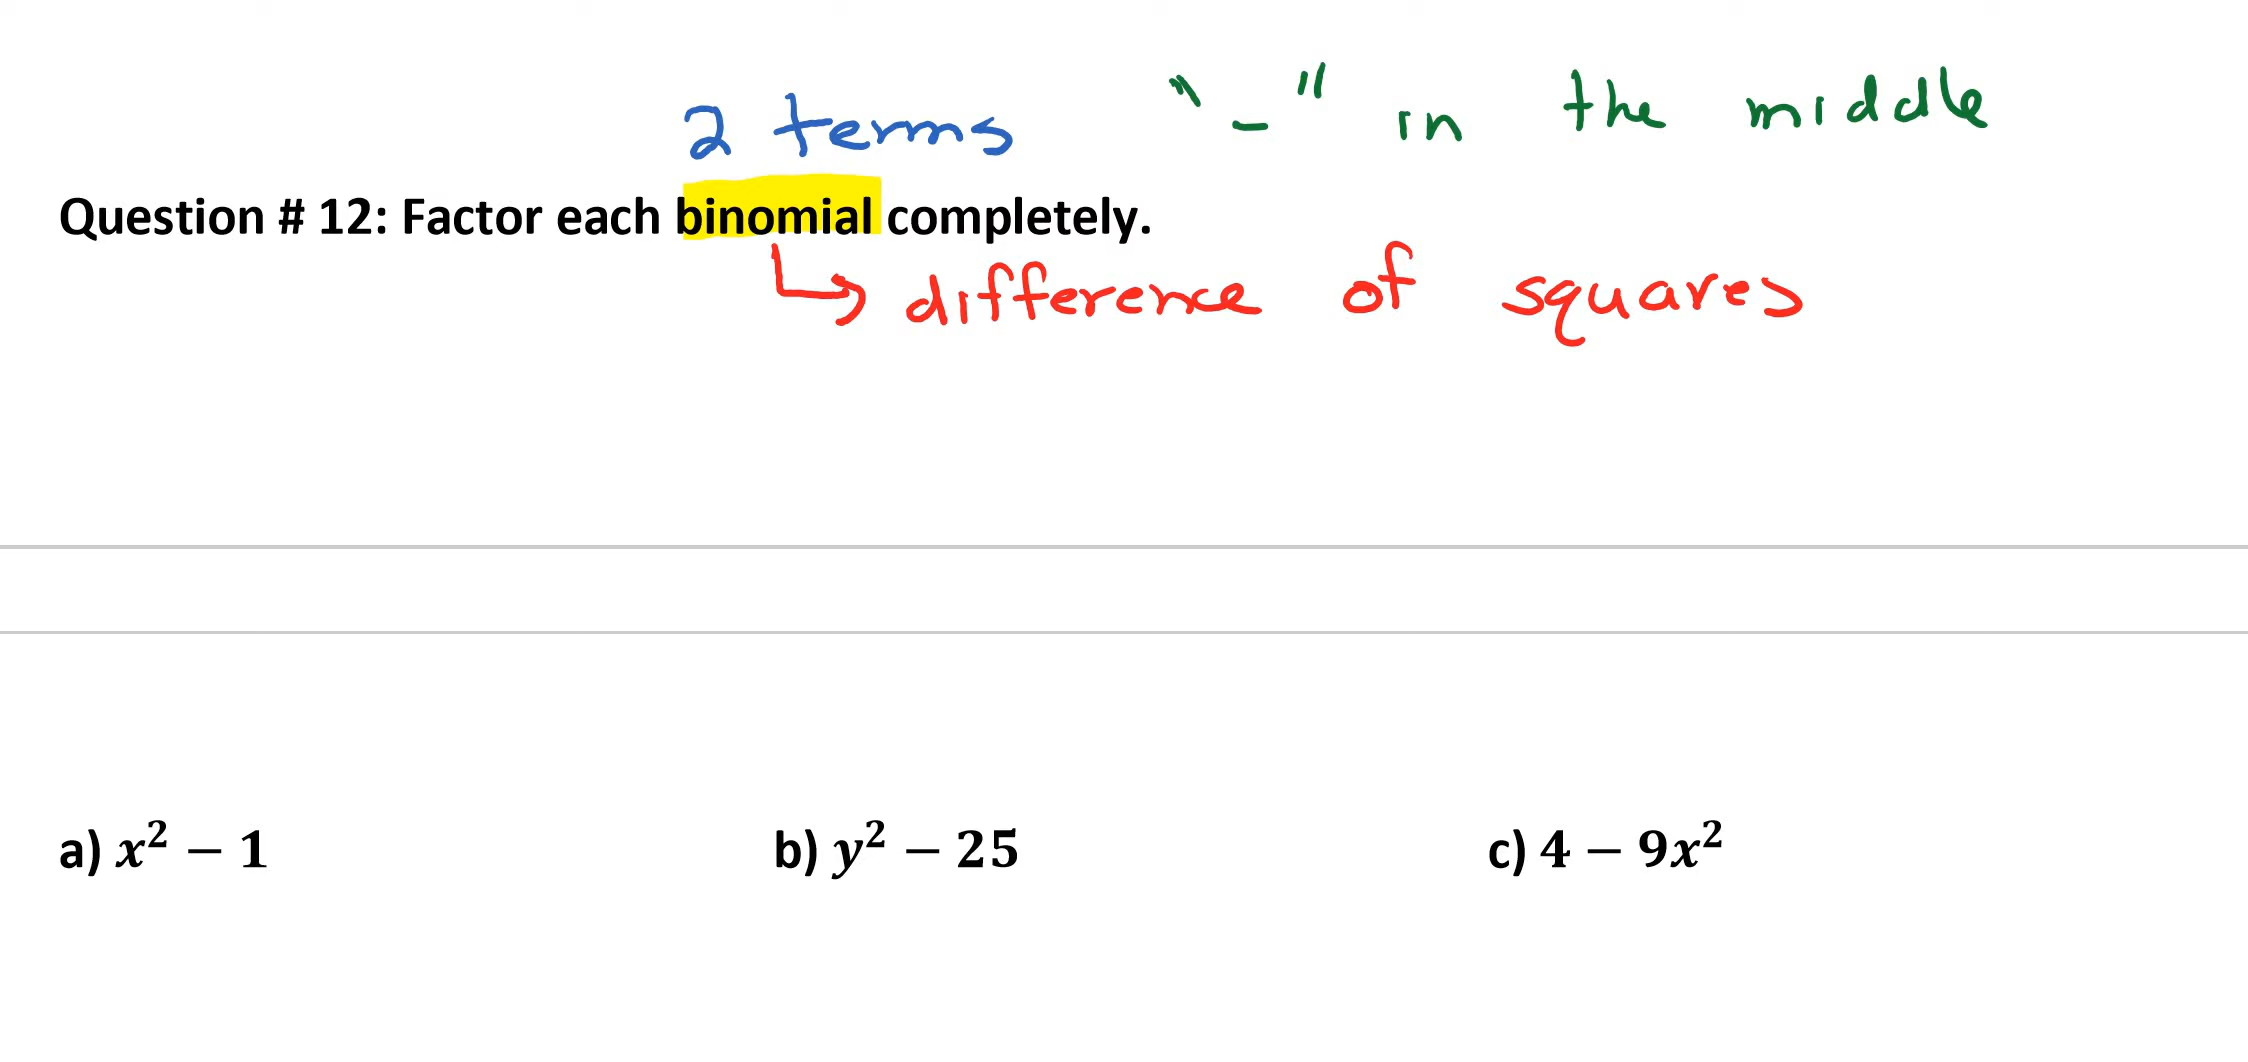 2 terms "-" in the middle
Question # 12: Factor each binomial completely.
difference of squares
a) x² − 1 b) y² − 25 c) 4 − 9x²